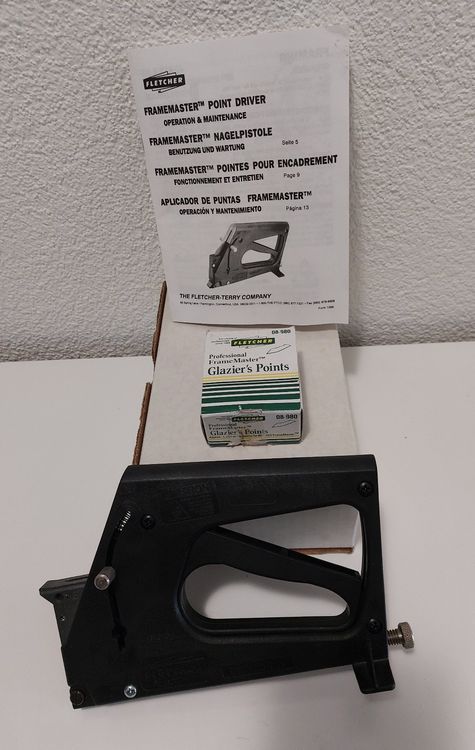 FLETCHER
FRAMEMASTER™ POINT DRIVER
OPERATION & MAINTENANCE
FRAMEMASTER™ NAGELPISTOLE
BENUTZUNG UND WARTUNG Seite 5
FRAMEMASTER™ POINTES POUR ENCADREMENT
FONCTIONNEMENT ET ENTRETIEN Page 9
APLICADOR DE PUNTAS FRAMEMASTER™
OPERACIÓN Y MANTENIMIENTO Página 13
THE FLETCHER-TERRY COMPANY
08-980
FLETCHER
Professional
FrameMaster™
Glazier's Points
08-980
Professional
FrameMaster™
Glazier's Points